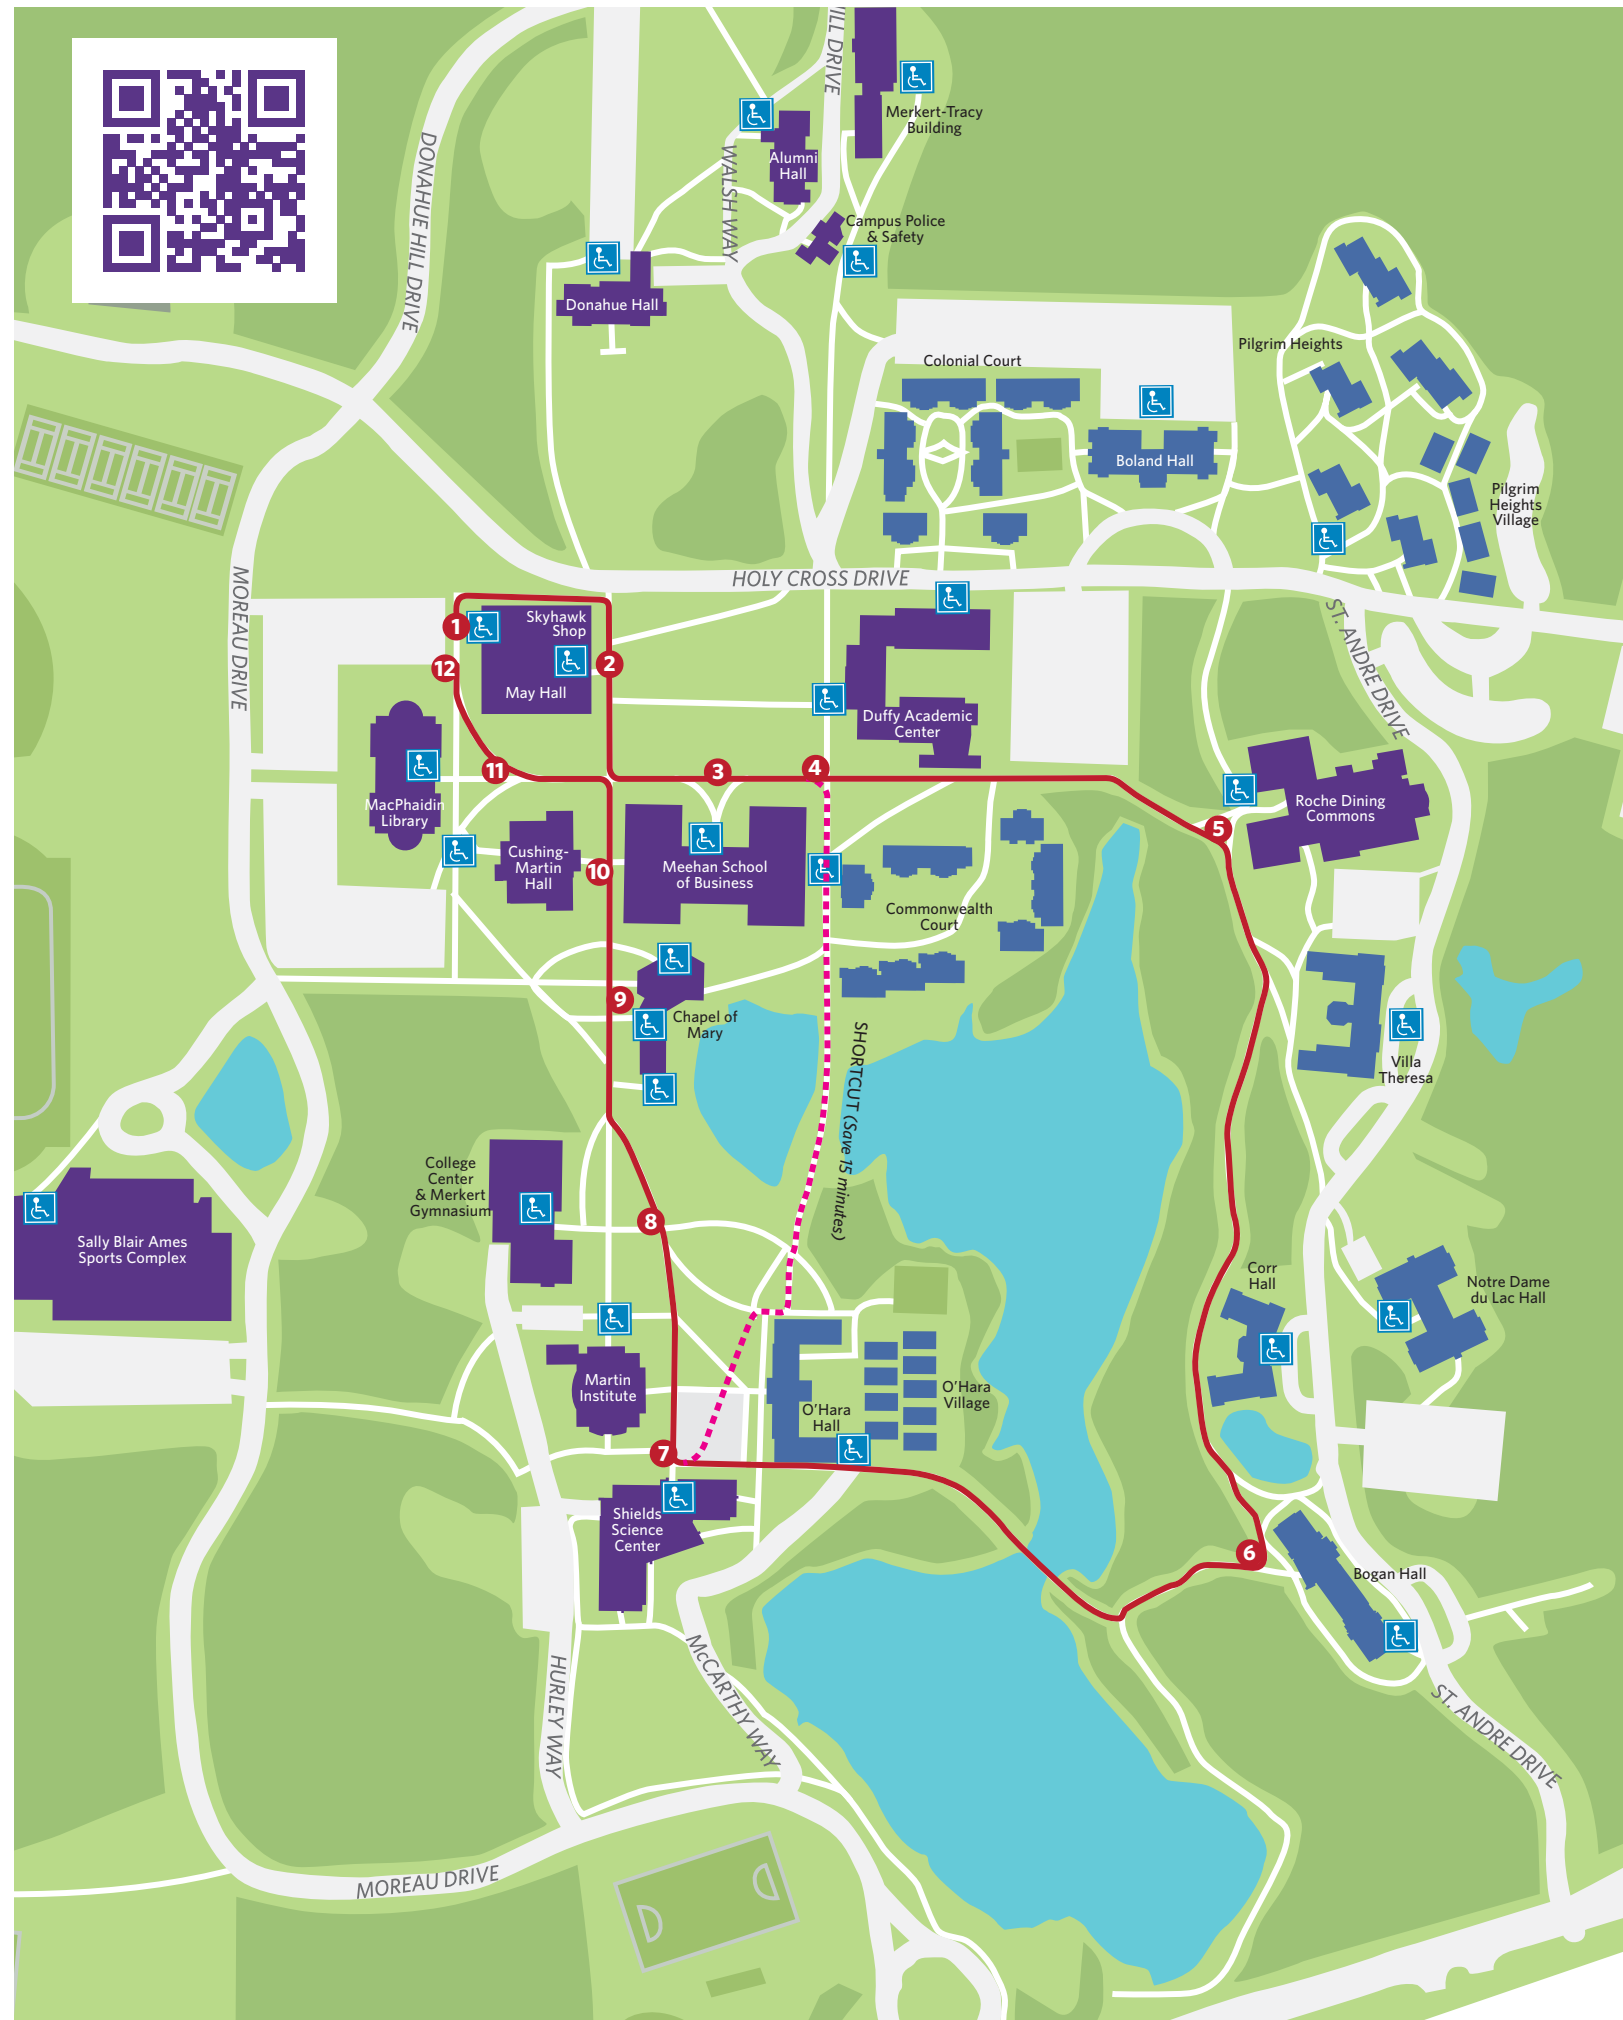 HILL DRIVE
Merkert-Tracy
Building
DONAHUE HILL DRIVE
WALSH WAY
Alumni
Hall
Campus Police
& Safety
Donahue Hall
Pilgrim Heights
Colonial Court
Boland Hall
Pilgrim
Heights
Village
HOLY CROSS DRIVE
MOREAU DRIVE
ST. ANDRE DRIVE
1
Skyhawk
Shop
2
12
May Hall
Duffy Academic
Center
11
3
4
MacPhaidin
Library
Roche Dining
Commons
5
Cushing-
Martin
Hall
10
Meehan School
of Business
Commonwealth
Court
9
Chapel of
Mary
SHORTCUT (Save 15 minutes)
Villa
Theresa
College
Center
& Merkert
Gymnasium
8
Sally Blair Ames
Sports Complex
Corr
Hall
Notre Dame
du Lac Hall
Martin
Institute
O'Hara
Village
O'Hara
Hall
7
Shields
Science
Center
6
Bogan Hall
HURLEY WAY
McCARTHY WAY
ST. ANDRE DRIVE
MOREAU DRIVE